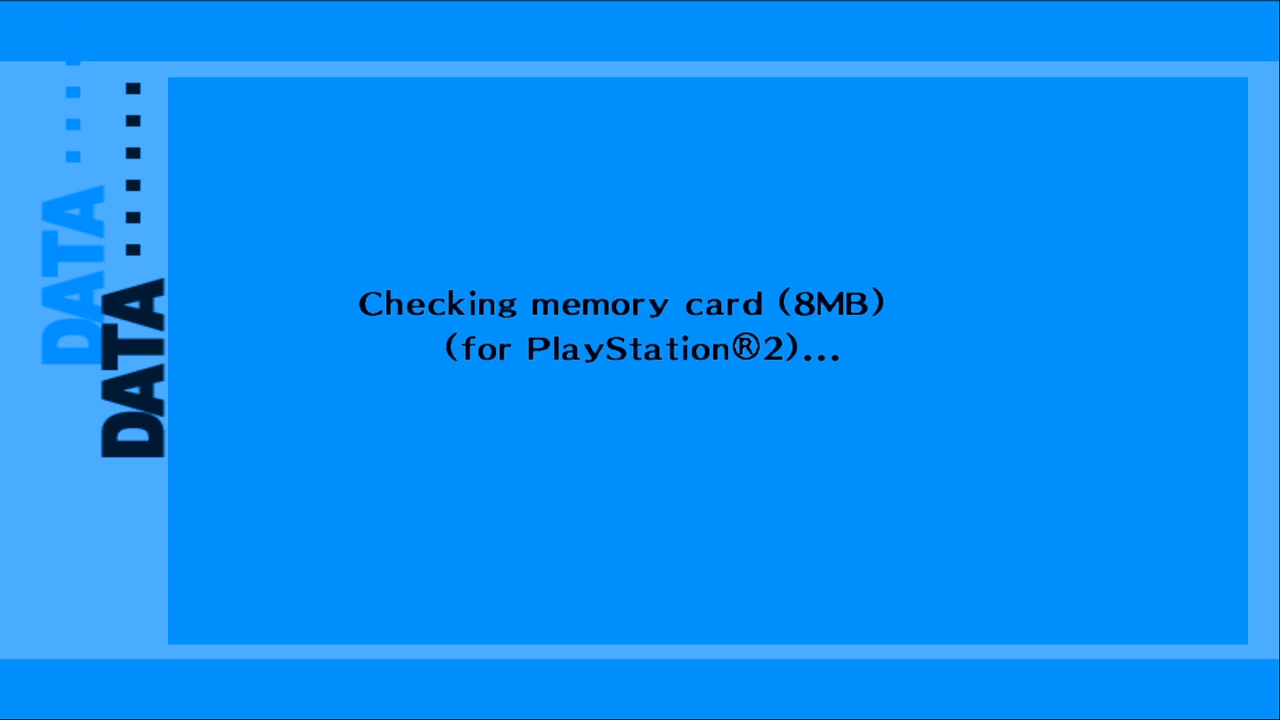 DATA ......
DATA ....
Checking memory card (8MB)
(for PlayStation®2)...